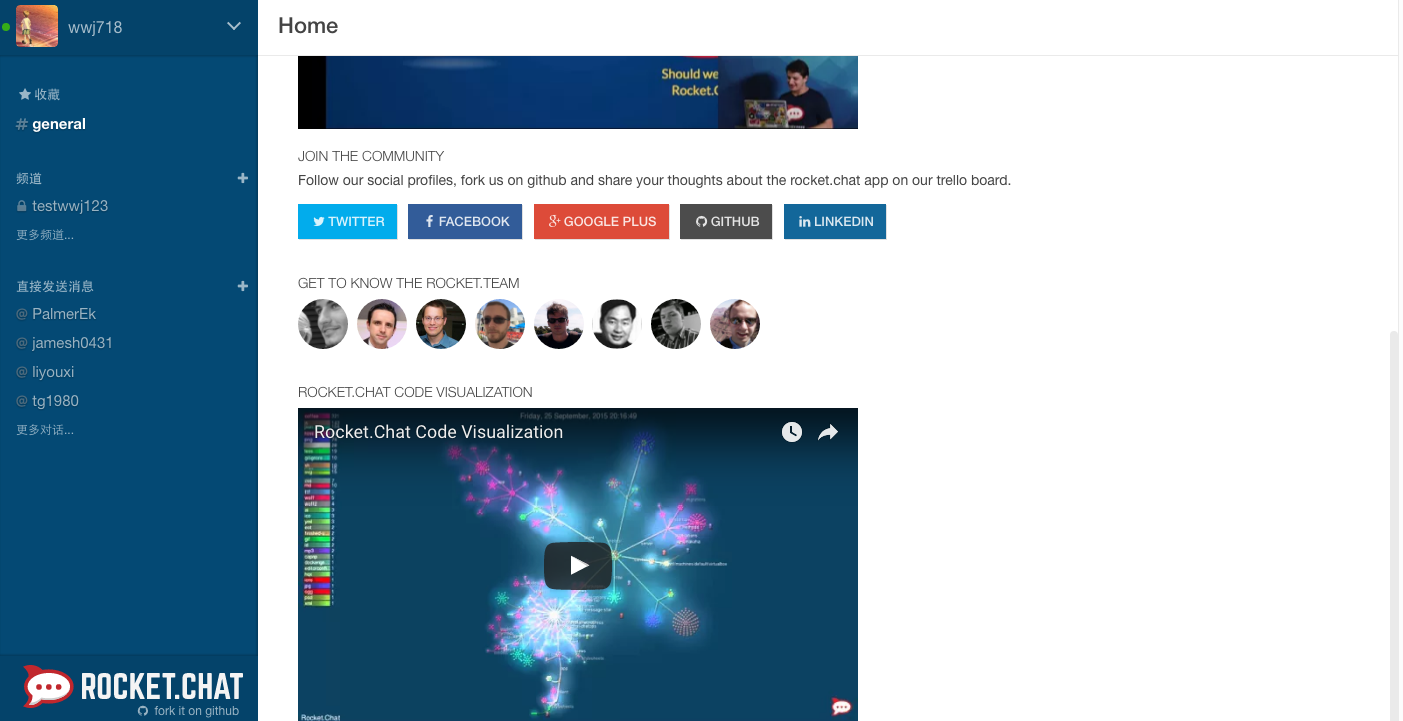 wwj718
收藏
# general
频道
testwwj123
更多频道...
直接发送消息
@ PalmerEk
@ jamesh0431
@ liyouxi
@ tg1980
更多对话...
ROCKET.CHAT
fork it on github
Home
Should we
Rocket.C
JOIN THE COMMUNITY
Follow our social profiles, fork us on github and share your thoughts about the rocket.chat app on our trello board.
TWITTER FACEBOOK GOOGLE PLUS GITHUB LINKEDIN
GET TO KNOW THE ROCKET.TEAM
ROCKET.CHAT CODE VISUALIZATION
Friday, 25 September, 2015 20:16:49
Rocket.Chat Code Visualization
Rocket.Chat